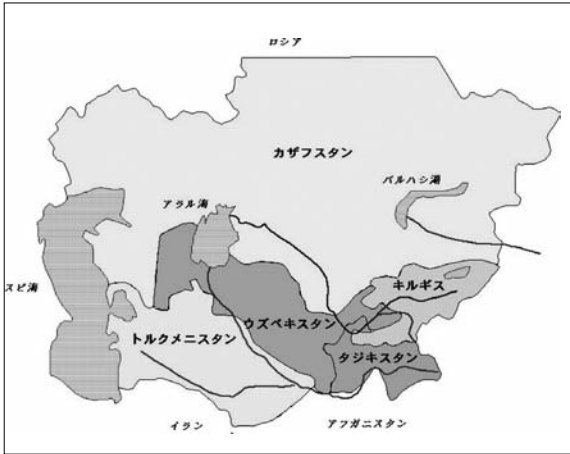 ロシア
カザフスタン
バルハシ湖
アラル海
スピ海
キルギス
ウズベキスタン
トルクメニスタン
タジキスタン
イラン
アフガニスタン